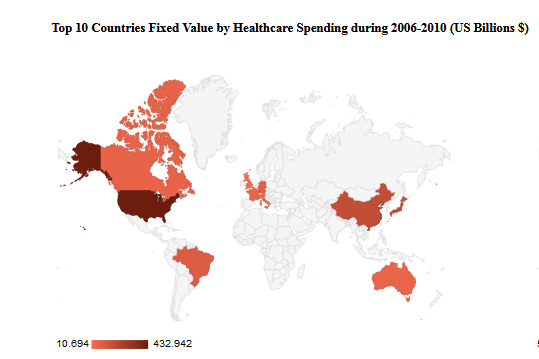 Top 10 Countries Fixed Value by Healthcare Spending during 2006-2010 (US Billions $)
10.694 432.942